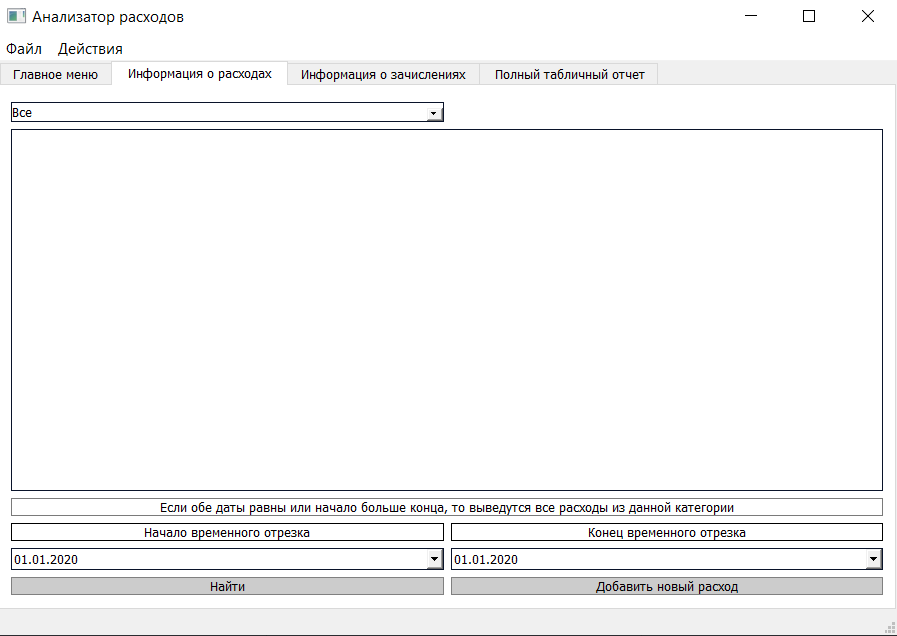 Анализатор расходов
Файл Действия
Главное меню Информация о расходах Информация о зачислениях Полный табличный отчет
Все
Если обе даты равны или начало больше конца, то выведутся все расходы из данной категории
Начало временного отрезка Конец временного отрезка
01.01.2020 01.01.2020
Найти Добавить новый расход